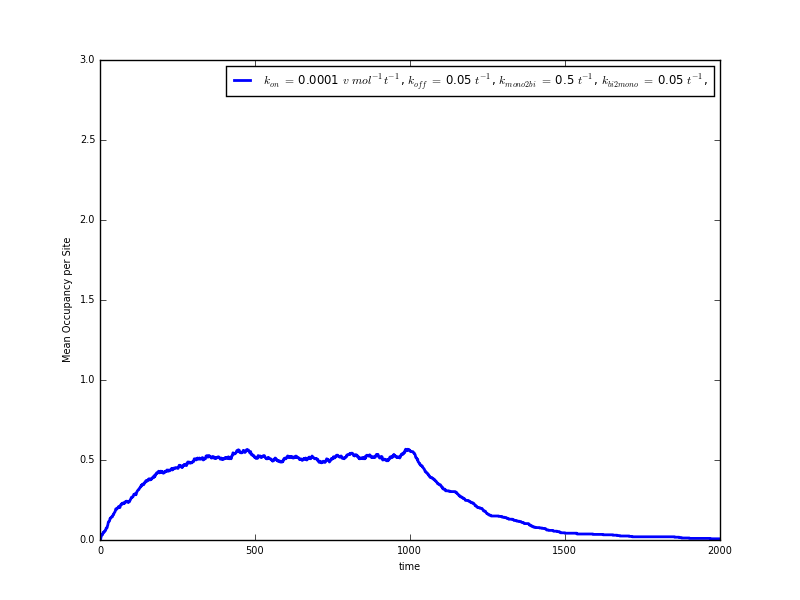 3.0
k_on = 0.0001 v mol⁻¹t⁻¹, k_off = 0.05 t⁻¹, k_mono2bi = 0.5 t⁻¹, k_bi2mono = 0.05 t⁻¹,
2.5
2.0
1.5
1.0
0.5
0.0
Mean Occupancy per Site
0 500 1000 1500 2000
time